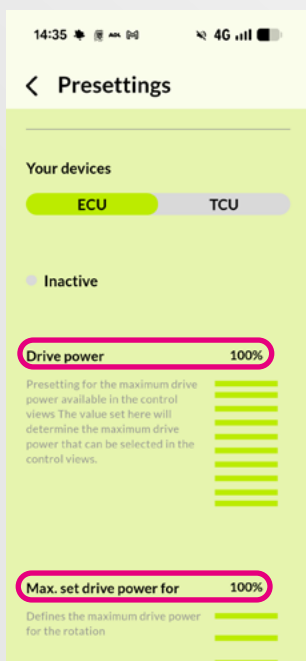 14:35 4G
Presettings
Your devices
ECU TCU
Inactive
Drive power 100%
Presetting for the maximum drive
power available in the control
views The value set here will
determine the maximum drive
power that can be selected in the
control views.
Max. set drive power for 100%
Defines the maximum drive power
for the rotation